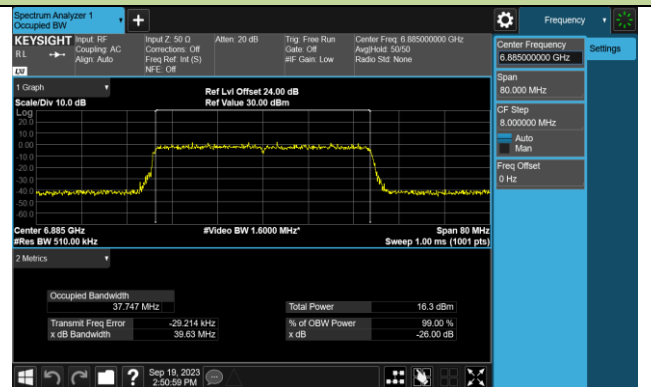 Spectrum Analyzer 1
Occupied BW
Frequency
KEYSIGHT
RL
LXI
Input: RF
Coupling: AC
Align: Auto
Input Z: 50 Ω
Corrections: Off
Freq Ref: Int (S)
NFE: Off
Atten: 20 dB
Trig: Free Run
Gate: Off
#IF Gain: Low
Center Freq: 6.885000000 GHz
Avg|Hold: 50/50
Radio Std: None
Center Frequency
6.885000000 GHz
Settings
Span
80.000 MHz
CF Step
8.000000 MHz
Auto
Man
Freq Offset
0 Hz
1 Graph
Scale/Div 10.0 dB
Ref Lvl Offset 24.00 dB
Ref Value 30.00 dBm
Log
20.0
10.0
0.00
-10.0
-20.0
-30.0
-40.0
-50.0
-60.0
Center 6.885 GHz
#Video BW 1.6000 MHz*
Span 80 MHz
#Res BW 510.00 kHz
Sweep 1.00 ms (1001 pts)
2 Metrics
Occupied Bandwidth
37.747 MHz
Total Power 16.3 dBm
Transmit Freq Error -29.214 kHz
% of OBW Power 99.00 %
x dB Bandwidth 39.63 MHz
x dB -26.00 dB
?
Sep 19, 2023
2:50:59 PM